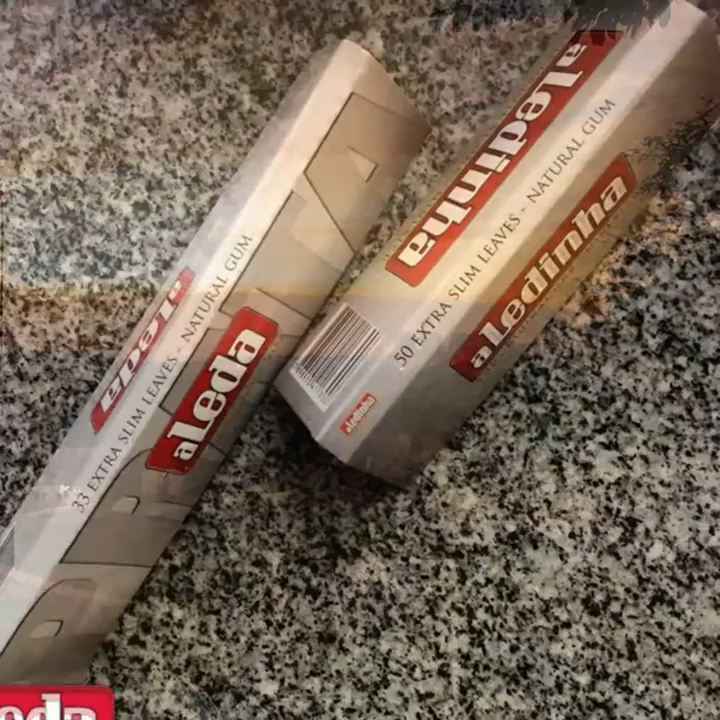 aledinha
50 EXTRA SLIM LEAVES - NATURAL GUM
aledinha
aledinha
aleda
33 EXTRA SLIM LEAVES - NATURAL GUM
aleda